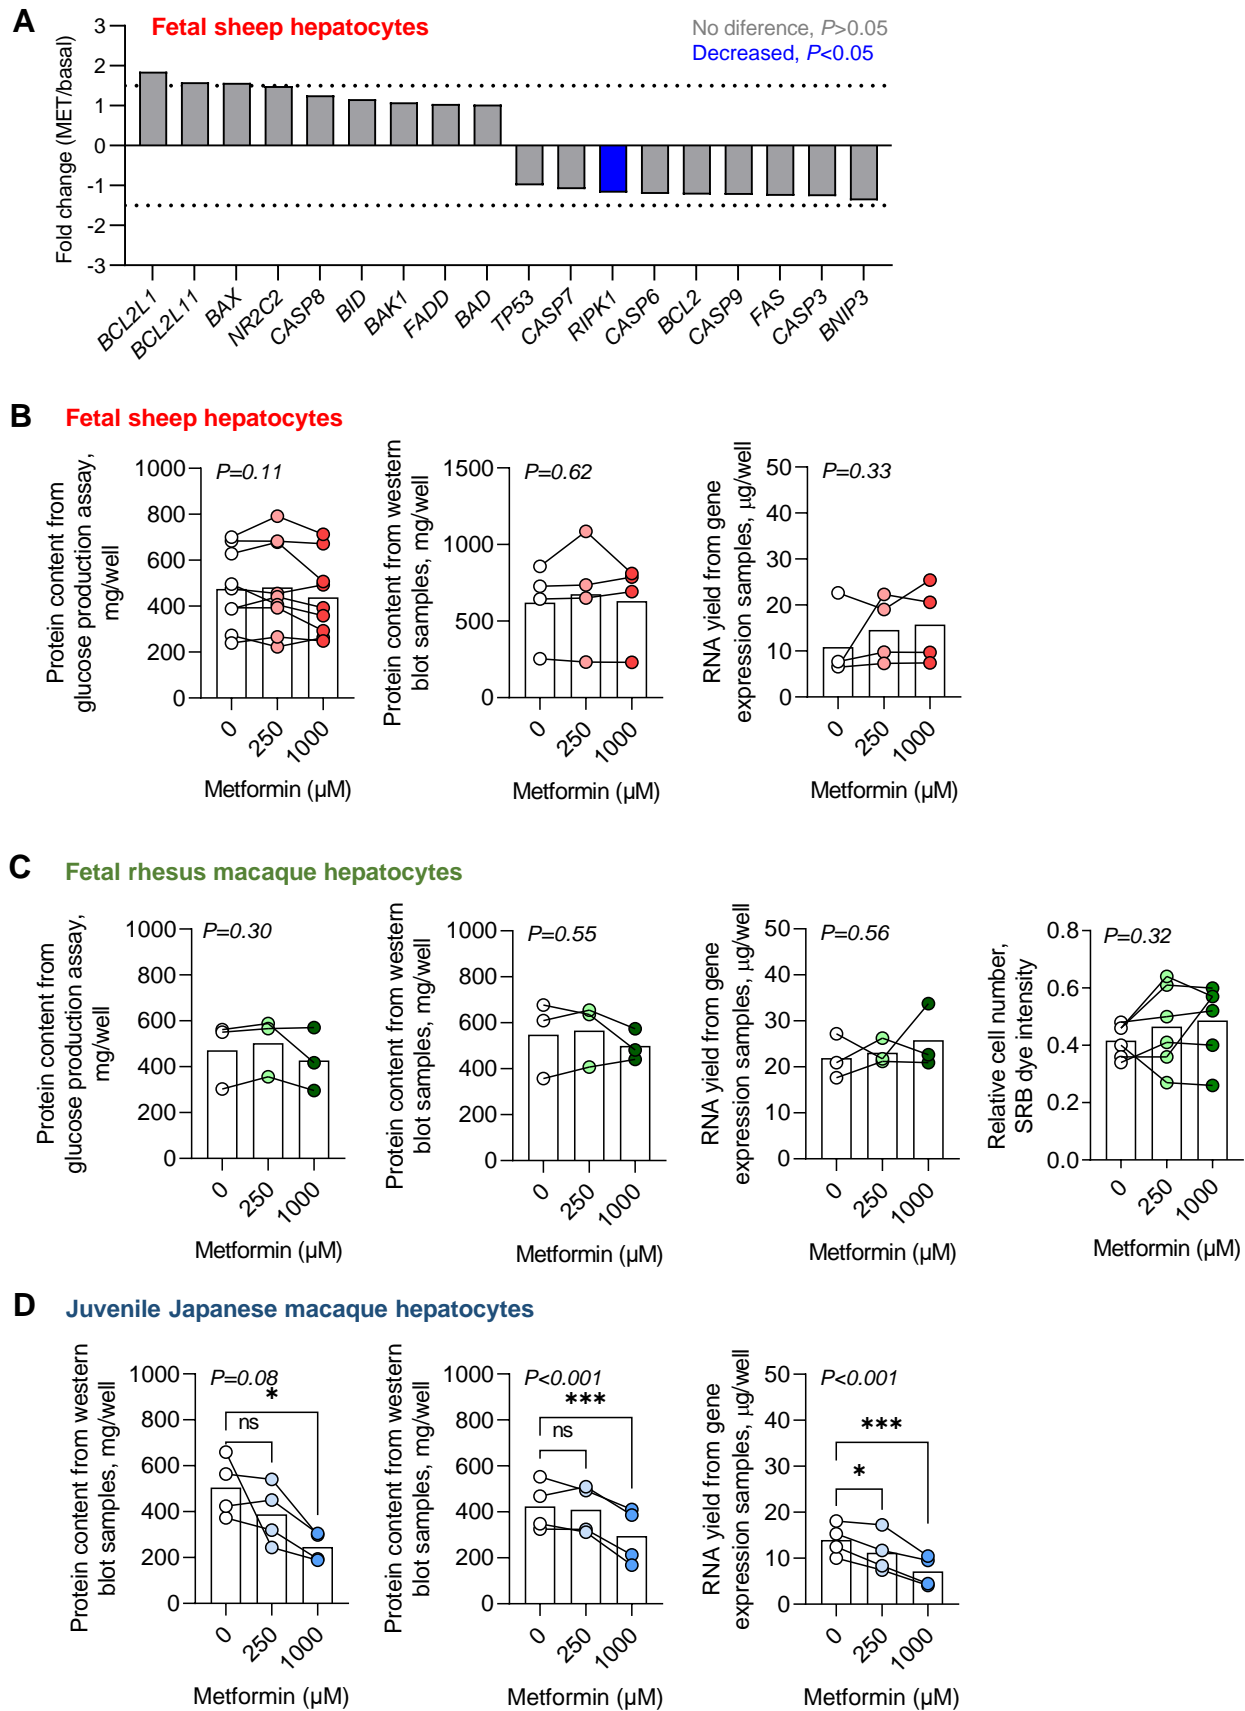 A
Fetal sheep hepatocytes
No diference, P>0.05
Decreased, P<0.05
Fold change (MET/basal)
3
2
1
0
-1
-2
-3
BCL2L1
BCL2L11
BAX
NR2C2
CASP8
BID
BAK1
FADD
BAD
TP53
CASP7
RIPK1
CASP6
BCL2
CASP9
FAS
CASP3
BNIP3
B
Fetal sheep hepatocytes
Protein content from
glucose production assay,
mg/well
1000
800
600
400
200
0
P=0.11
0
250
1000
Metformin (µM)
Protein content from western
blot samples, mg/well
1500
1000
500
0
P=0.62
0
250
1000
Metformin (µM)
RNA yield from gene
expression samples, µg/well
50
40
30
20
10
0
P=0.33
0
250
1000
Metformin (µM)
C
Fetal rhesus macaque hepatocytes
Protein content from
glucose production assay,
mg/well
1000
800
600
400
200
0
P=0.30
0
250
1000
Metformin (µM)
Protein content from western
blot samples, mg/well
1000
800
600
400
200
0
P=0.55
0
250
1000
Metformin (µM)
RNA yield from gene
expression samples, µg/well
50
40
30
20
10
0
P=0.56
0
250
1000
Metformin (µM)
Relative cell number,
SRB dye intensity
0.8
0.6
0.4
0.2
0.0
P=0.32
0
250
1000
Metformin (µM)
D
Juvenile Japanese macaque hepatocytes
Protein content from western
blot samples, mg/well
1000
800
600
400
200
0
P=0.08
*
ns
0
250
1000
Metformin (µM)
Protein content from western
blot samples, mg/well
1000
800
600
400
200
0
P<0.001
***
ns
0
250
1000
Metformin (µM)
RNA yield from gene
expression samples, µg/well
50
40
30
20
10
0
P<0.001
***
*
0
250
1000
Metformin (µM)